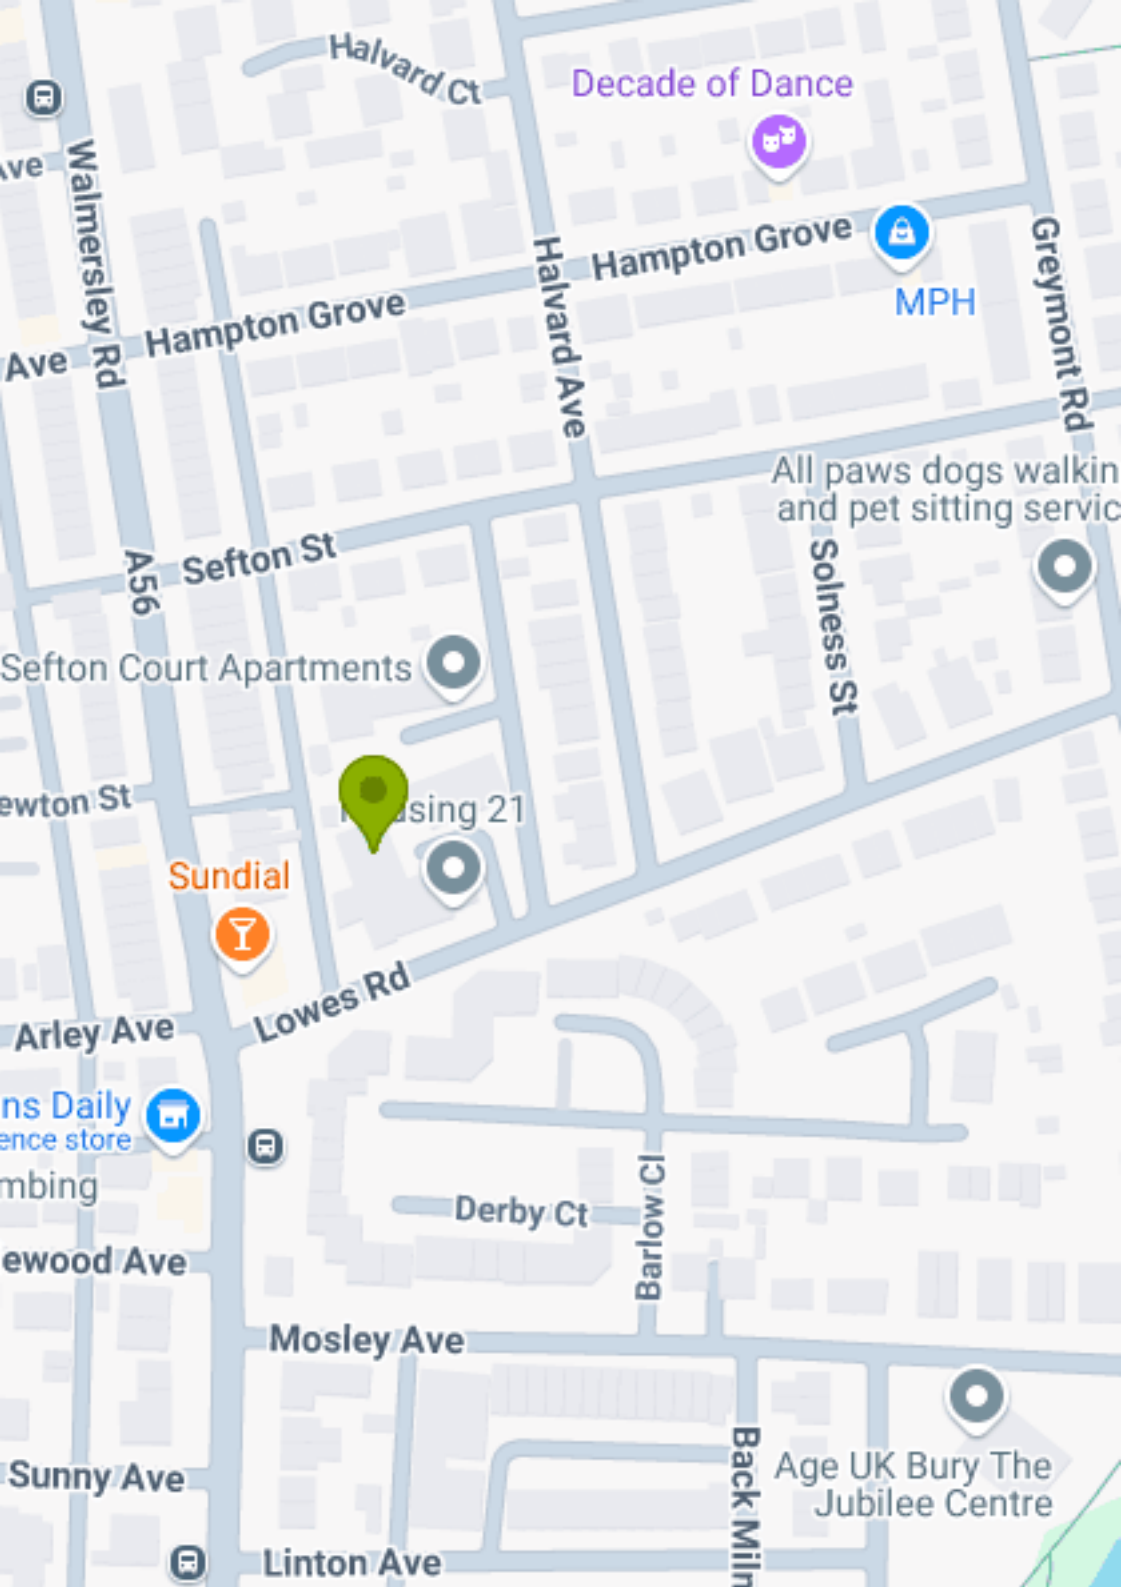 Halvard Ct
Decade of Dance
Ave
Walmersley Rd
Hampton Grove
Halvard Ave
Hampton Grove
Greymont Rd
MPH
Ave
All paws dogs walkin
and pet sitting servic
A56
Sefton St
Solness St
Sefton Court Apartments
ewton St
using 21
Sundial
Lowes Rd
Arley Ave
ns Daily
ence store
mbing
Derby Ct
Barlow Cl
ewood Ave
Mosley Ave
Back Miln
Age UK Bury The
Jubilee Centre
Sunny Ave
Linton Ave